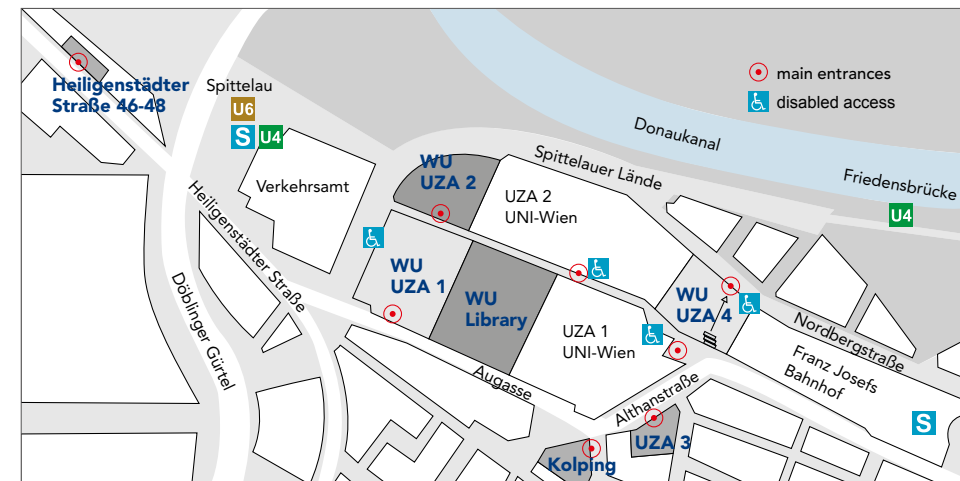 Heiligenstädter
Straße 46-48
Spittelau
U6
S U4
Verkehrsamt
main entrances
disabled access
Donaukanal
Spittelauer Lände
Friedensbrücke
U4
WU
UZA 2
UZA 2
UNI-Wien
Heiligenstädter Straße
Döblinger Gürtel
WU
UZA 1
WU
Library
UZA 1
UNI-Wien
WU
UZA 4
Nordbergstraße
Franz Josefs
Bahnhof
S
Augasse
Althanstraße
UZA 3
Kolping